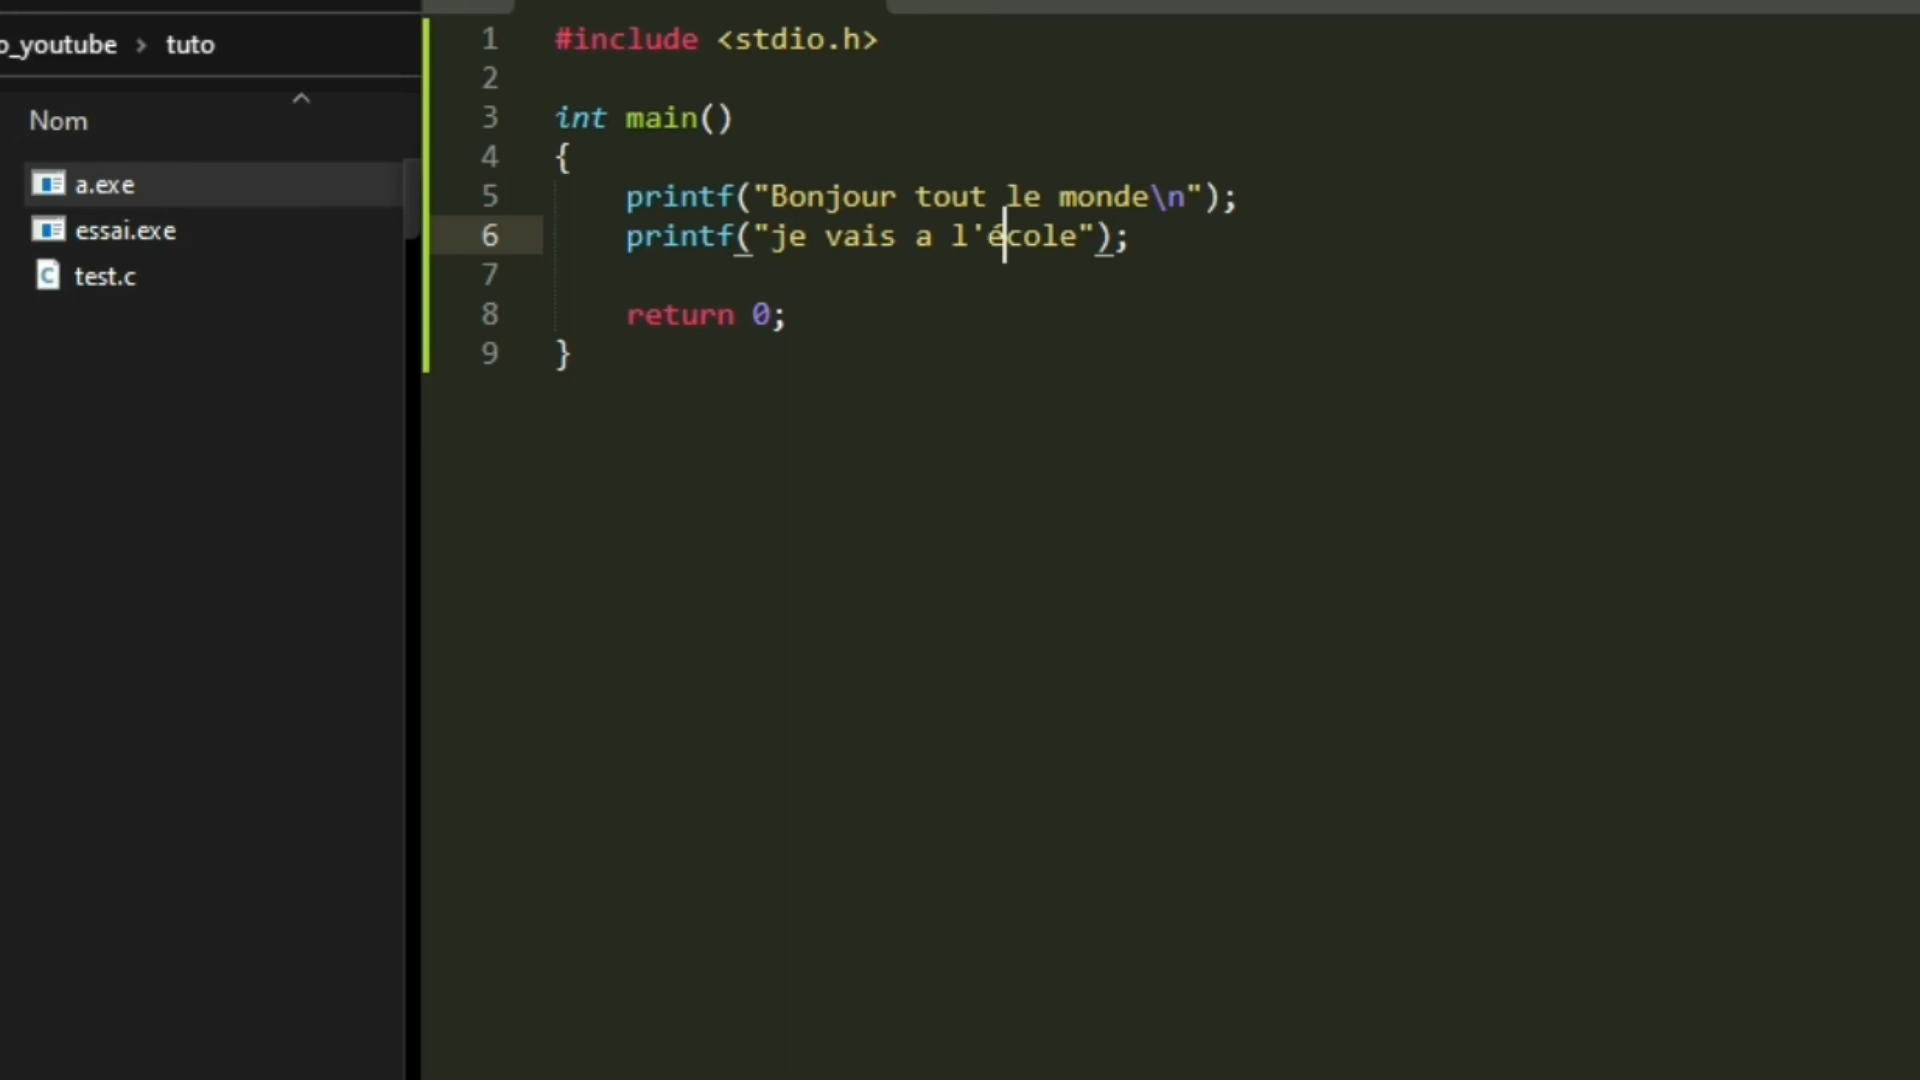 o_youtube > tuto
Nom
a.exe
essai.exe
test.c
1 #include <stdio.h>
2
3 int main()
4 {
5 printf("Bonjour tout le monde\n");
6 printf("je vais a l'école");
7
8 return 0;
9 }